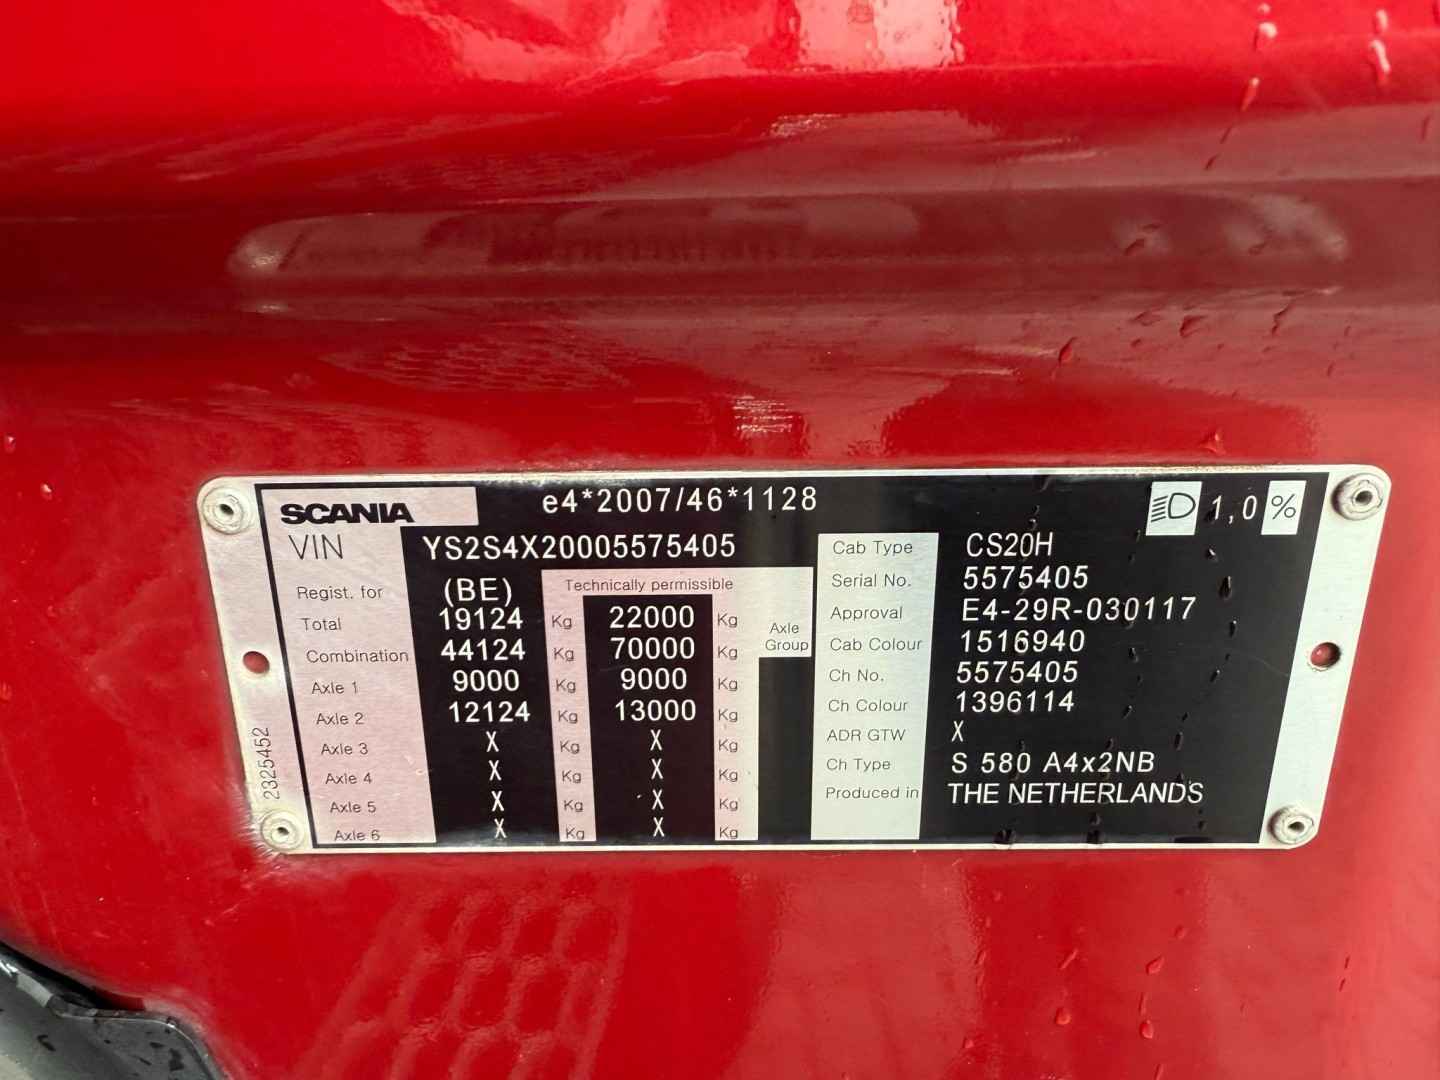 SCANIA e4*2007/46*1128 1,0 %
VIN YS2S4X20005575405
Regist. for (BE) Technically permissible
Total 19124 Kg 22000 Kg Axle Group
Combination 44124 Kg 70000 Kg
Axle 1 9000 Kg 9000 Kg
Axle 2 12124 Kg 13000 Kg
Axle 3 X Kg X Kg
Axle 4 X Kg X Kg
Axle 5 X Kg X Kg
Axle 6 X Kg X Kg
Cab Type CS20H
Serial No. 5575405
Approval E4-29R-030117
Cab Colour 1516940
Ch No. 5575405
Ch Colour 1396114
ADR GTW X
Ch Type S 580 A4x2NB
Produced in THE NETHERLANDS
2325452